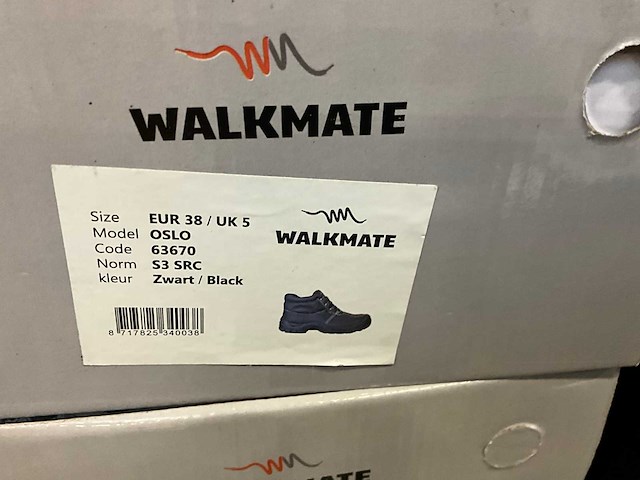 WALKMATE
Size EUR 38 / UK 5
Model OSLO
Code 63670
Norm S3 SRC
kleur Zwart / Black
WALKMATE
8 717825 340038
WALKMATE